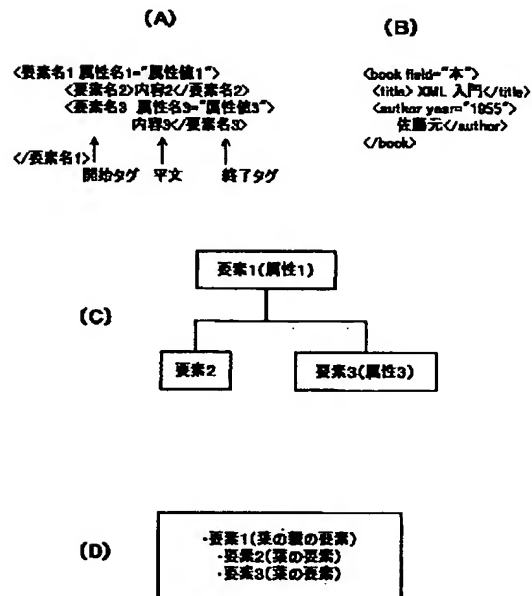 (A)
<要素名1 属性名1="属性値1">
<要素名2>内容2</要素名2>
<要素名3 属性名3="属性値3">
内容3</要素名3>
</要素名1>
開始タグ 平文 終了タグ
(B)
<book field="本">
<title> XML 入門</title>
<author year="1955">
佐藤元</author>
</book>
(C)
要素1(属性1)
要素2
要素3(属性3)
(D)
・要素1(葉の親の要素)
・要素2(葉の要素)
・要素3(葉の要素)